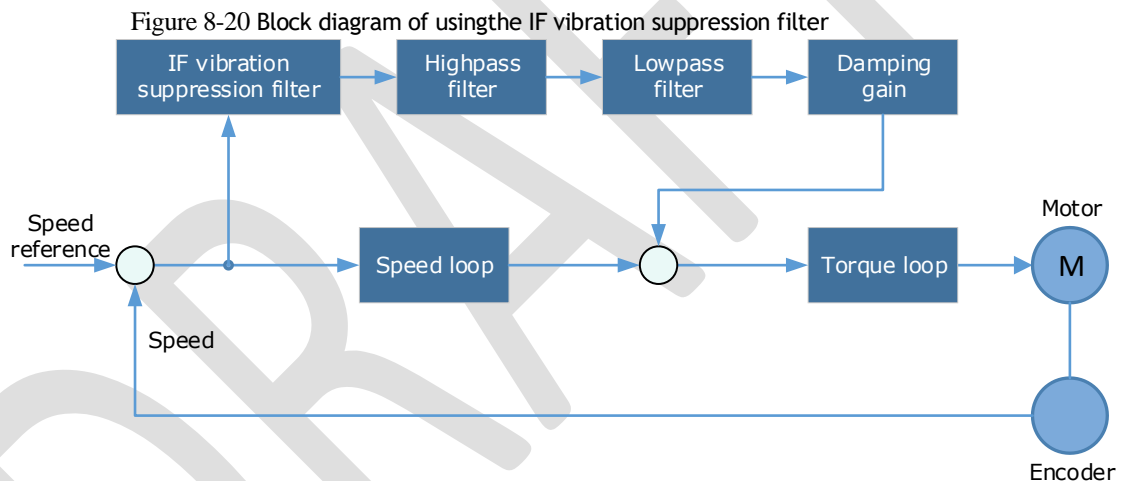 Figure 8-20 Block diagram of usingthe IF vibration suppression filter
IF vibration
suppression filter
Highpass
filter
Lowpass
filter
Damping
gain
Speed
reference
Speed loop
Torque loop
Motor
M
Speed
Encoder
DRAFT